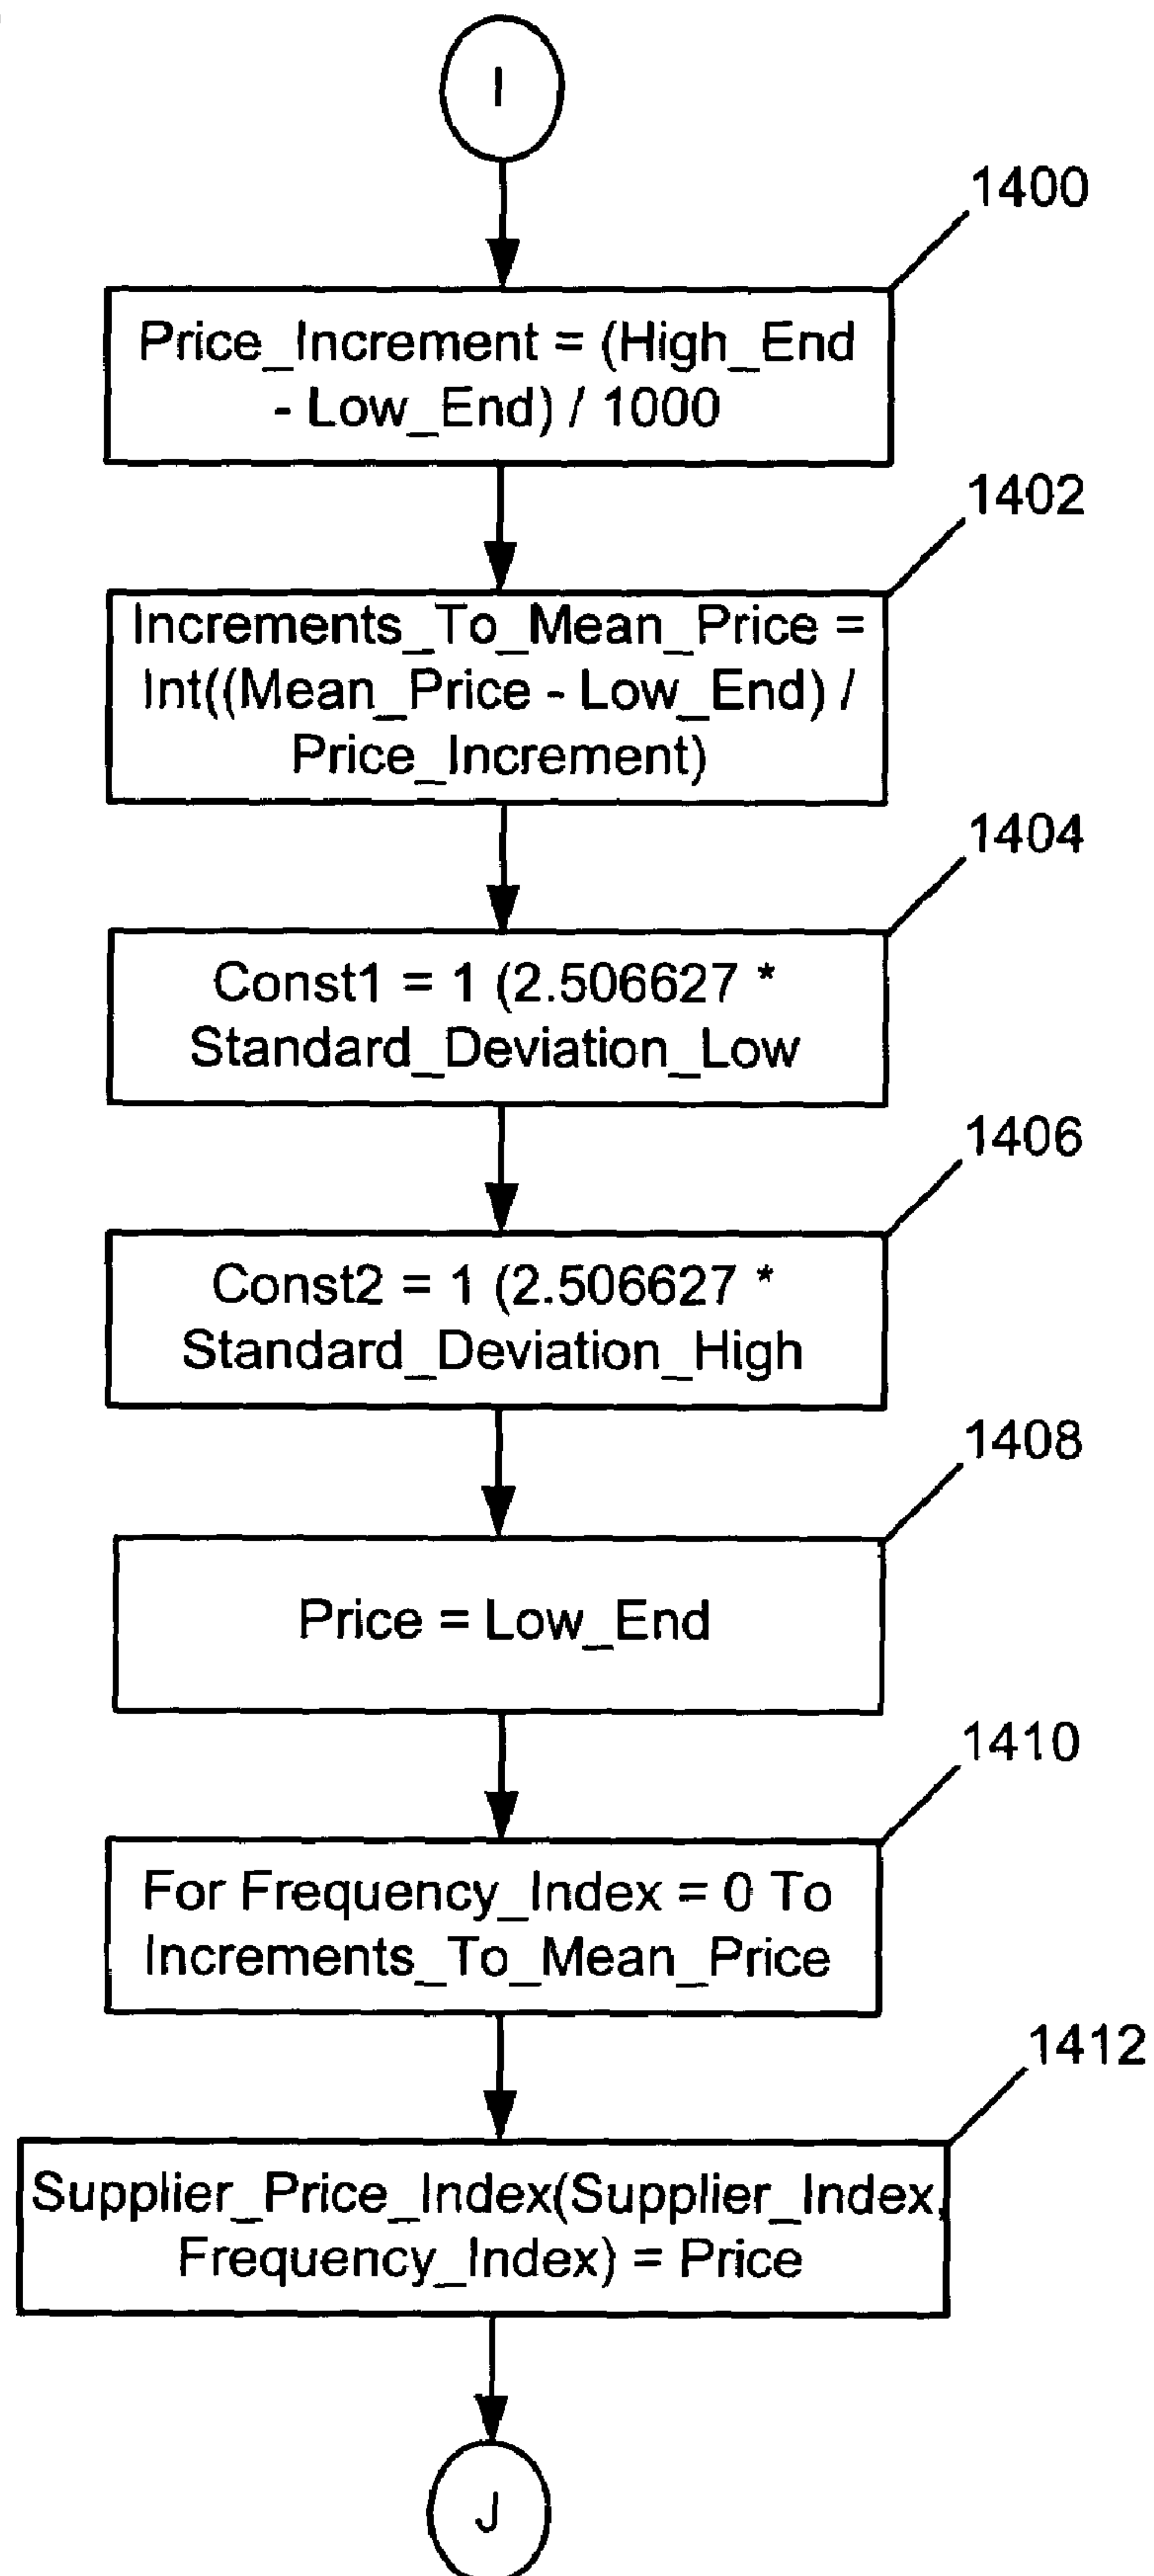 I
1400
Price_Increment = (High_End
- Low_End) / 1000
1402
Increments_To_Mean_Price =
Int((Mean_Price - Low_End) /
Price_Increment)
1404
Const1 = 1 (2.506627 *
Standard_Deviation_Low
1406
Const2 = 1 (2.506627 *
Standard_Deviation_High
1408
Price = Low_End
1410
For Frequency_Index = 0 To
Increments_To_Mean_Price
1412
Supplier_Price_Index(Supplier_Index,
Frequency_Index) = Price
J